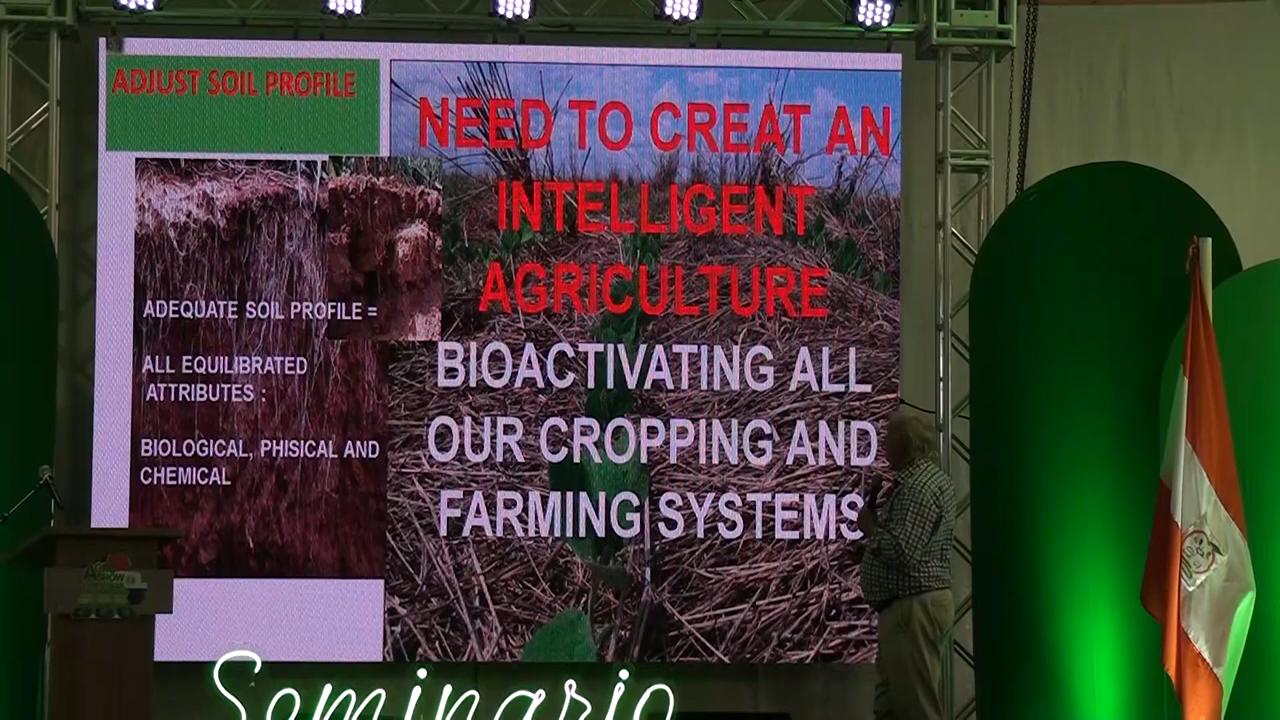 ADJUST SOIL PROFILE
ADEQUATE SOIL PROFILE =
ALL EQUILIBRATED
ATTRIBUTES :
BIOLOGICAL, PHISICAL AND
CHEMICAL
NEED TO CREAT AN
INTELLIGENT
AGRICULTURE
BIOACTIVATING ALL
OUR CROPPING AND
FARMING SYSTEMS
SHOW
Seminario